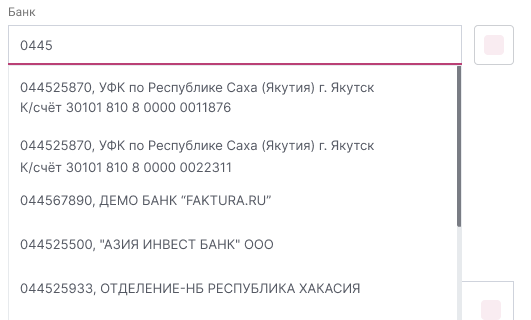 Банк
0445
044525870, УФК по Республике Саха (Якутия) г. Якутск
К/счёт 30101 810 8 0000 0011876
044525870, УФК по Республике Саха (Якутия) г. Якутск
К/счёт 30101 810 8 0000 0022311
044567890, ДЕМО БАНК “FAKTURA.RU”
044525500, "АЗИЯ ИНВЕСТ БАНК" ООО
044525933, ОТДЕЛЕНИЕ-НБ РЕСПУБЛИКА ХАКАСИЯ